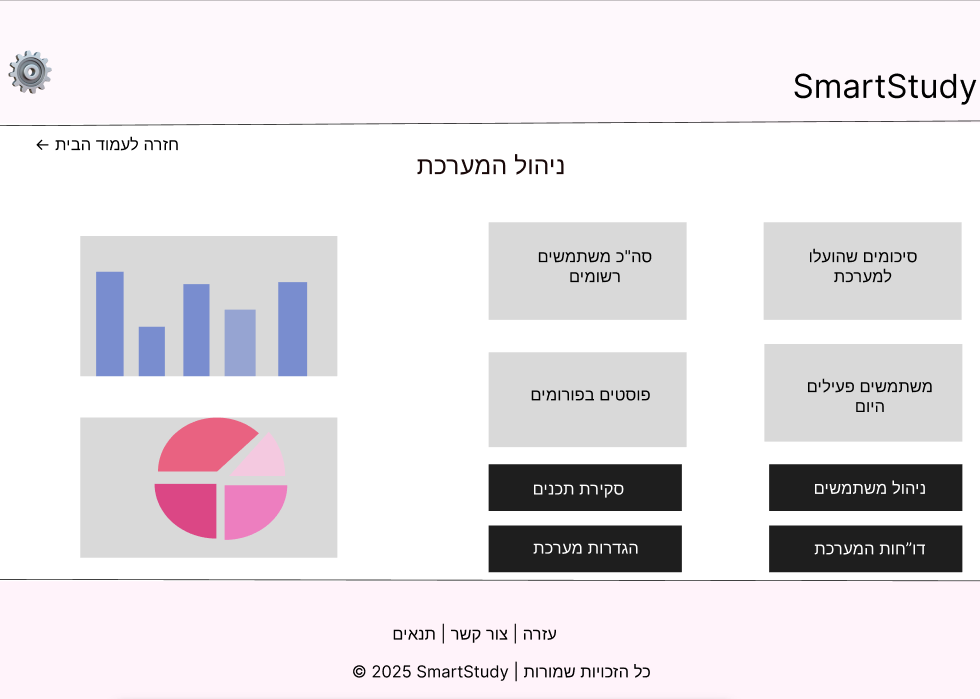 SmartStudy
חזרה לעמוד הבית ←
ניהול המערכת
סיכומים שהועלו
למערכת
סה"כ משתמשים
רשומים
משתמשים פעילים
היום
פוסטים בפורומים
ניהול משתמשים
סקירת תכנים
דו”חות המערכת
הגדרות מערכת
עזרה | צור קשר | תנאים
כל הזכויות שמורות | SmartStudy 2025 ©